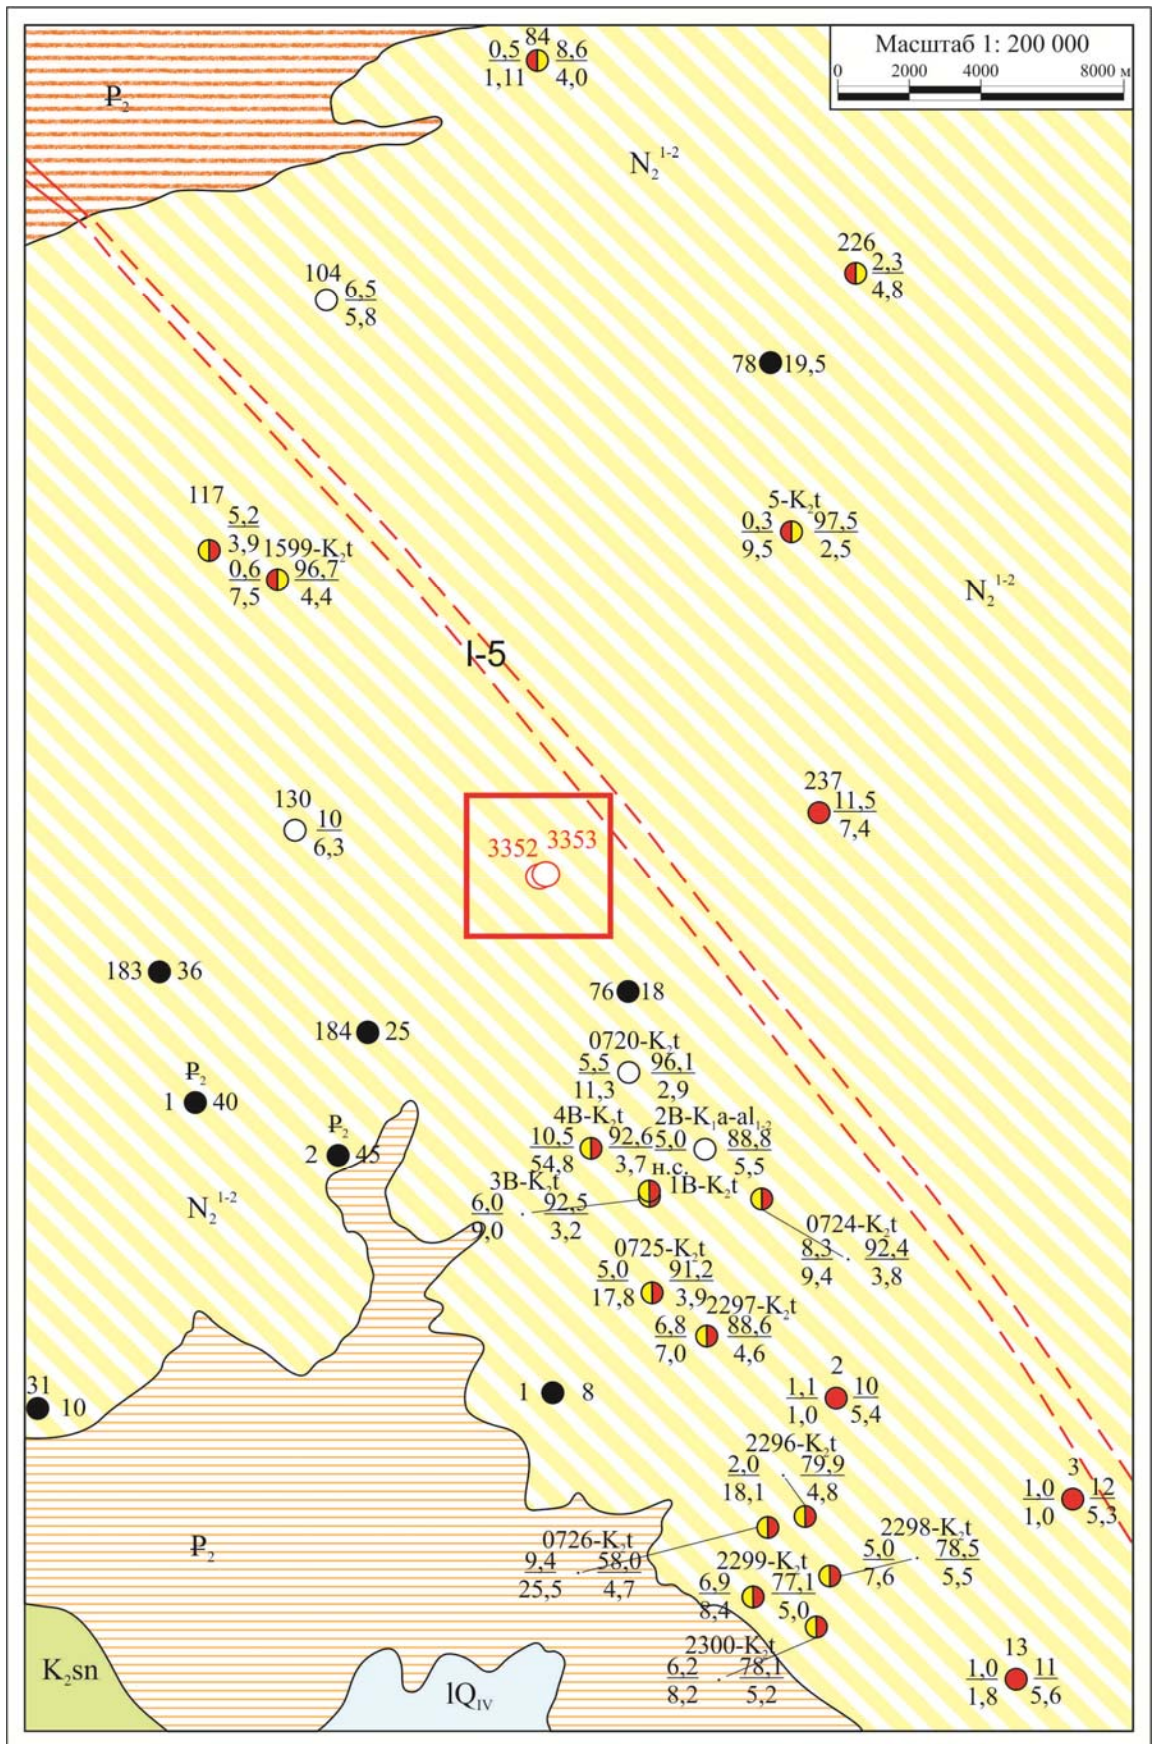 Масштаб 1: 200 000
0 2000 4000 8000 м
84
0,5 8,6
1,11 4,0
Р₂
N₂¹⁻²
226
2,3
4,8
104
6,5
5,8
78 19,5
117
5,2
3,9
1599-K₂t
0,6 96,7
7,5 4,4
5-K₂t
0,3 97,5
9,5 2,5
N₂¹⁻²
I-5
130
10
6,3
237
11,5
7,4
3352 3353
183 36
76 18
184 25
0720-K₂t
5,5 96,1
11,3 2,9
Р₂
1 40
Р₂
2 45
4В-K₂t
10,5 92,6
54,8 3,7
2В-K₁a-al₁₋₂
5,0 88,8
н.с. 5,5
3В-K₂t
6,0 92,5
9,0 3,2
1В-K₂t
N₂¹⁻²
0724-K₂t
8,3 92,4
9,4 3,8
0725-K₂t
5,0 91,2
17,8 3,9
2297-K₂t
6,8 88,6
7,0 4,6
31
10
1 8
2
1,1 10
1,0 5,4
2296-K₂t
2,0 79,9
18,1 4,8
3
1,0 12
1,0 5,3
Р₂
0726-K₂t
9,4 58,0
25,5 4,7
2298-K₂t
5,0 78,5
7,6 5,5
2299-K₂t
6,9 77,1
8,4 5,0
2300-K₂t
6,2 78,1
8,2 5,2
13
1,0 11
1,8 5,6
K₂sn
lQ_IV